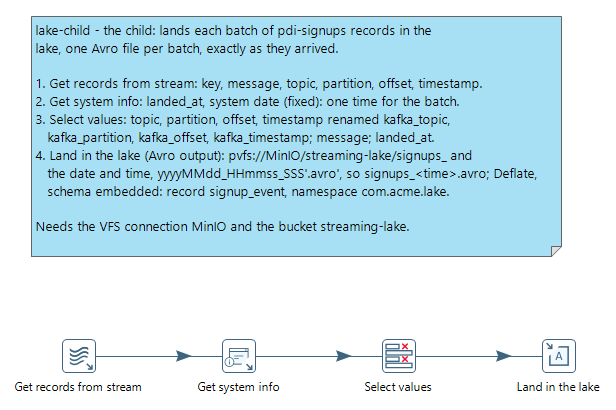 lake-child - the child: lands each batch of pdi-signups records in the
lake, one Avro file per batch, exactly as they arrived.
1. Get records from stream: key, message, topic, partition, offset, timestamp.
2. Get system info: landed_at, system date (fixed): one time for the batch.
3. Select values: topic, partition, offset, timestamp renamed kafka_topic,
kafka_partition, kafka_offset, kafka_timestamp; message; landed_at.
4. Land in the lake (Avro output): pvfs://MinIO/streaming-lake/signups_ and
the date and time, yyyyMMdd_HHmmss_SSS'.avro', so signups_<time>.avro; Deflate,
schema embedded: record signup_event, namespace com.acme.lake.
Needs the VFS connection MinIO and the bucket streaming-lake.
Get records from stream
Get system info
Select values
A
Land in the lake